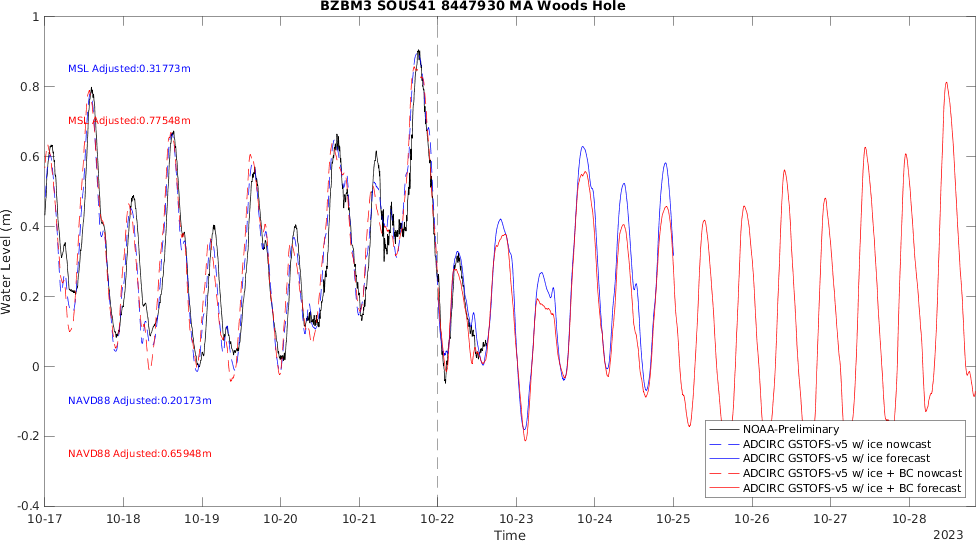 BZBM3 SOUS41 8447930 MA Woods Hole
1
0.8
0.6
0.4
0.2
0
-0.2
-0.4
Water Level (m)
MSL Adjusted:0.31773m
MSL Adjusted:0.77548m
NAVD88 Adjusted:0.20173m
NAVD88 Adjusted:0.65948m
NOAA-Preliminary
ADCIRC GSTOFS-v5 w/ ice nowcast
ADCIRC GSTOFS-v5 w/ ice forecast
ADCIRC GSTOFS-v5 w/ ice + BC nowcast
ADCIRC GSTOFS-v5 w/ ice + BC forecast
10-17 10-18 10-19 10-20 10-21 10-22 10-23 10-24 10-25 10-26 10-27 10-28
Time
2023